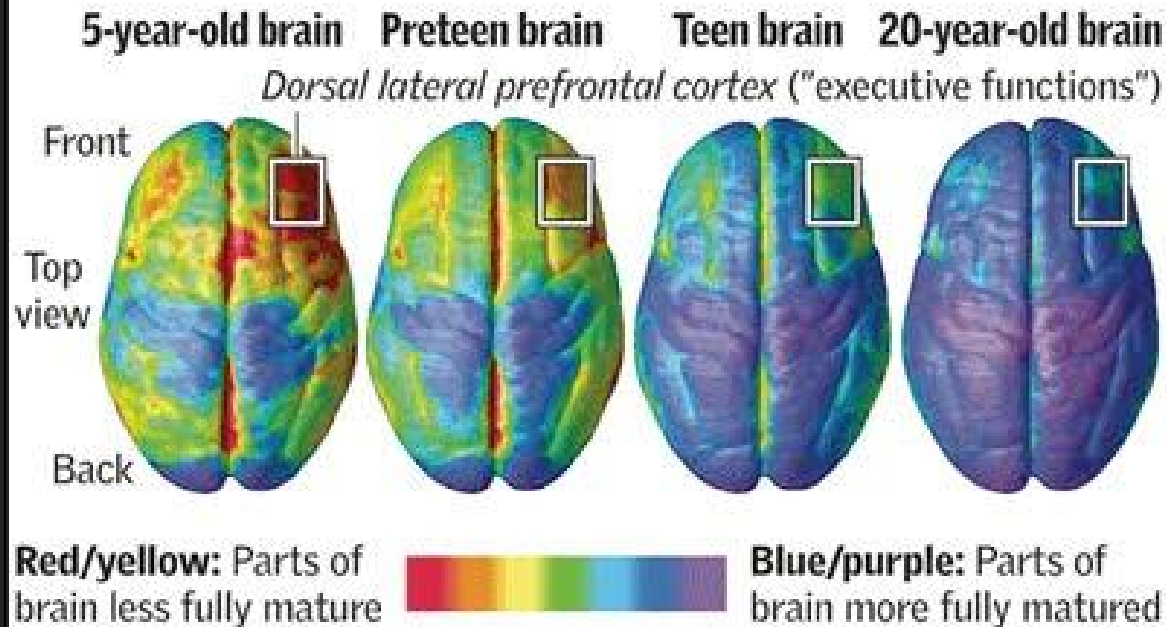 5-year-old brain Preteen brain Teen brain 20-year-old brain
Dorsal lateral prefrontal cortex ("executive functions")
Front
Top
view
Back
Red/yellow: Parts of
brain less fully mature
Blue/purple: Parts of
brain more fully matured